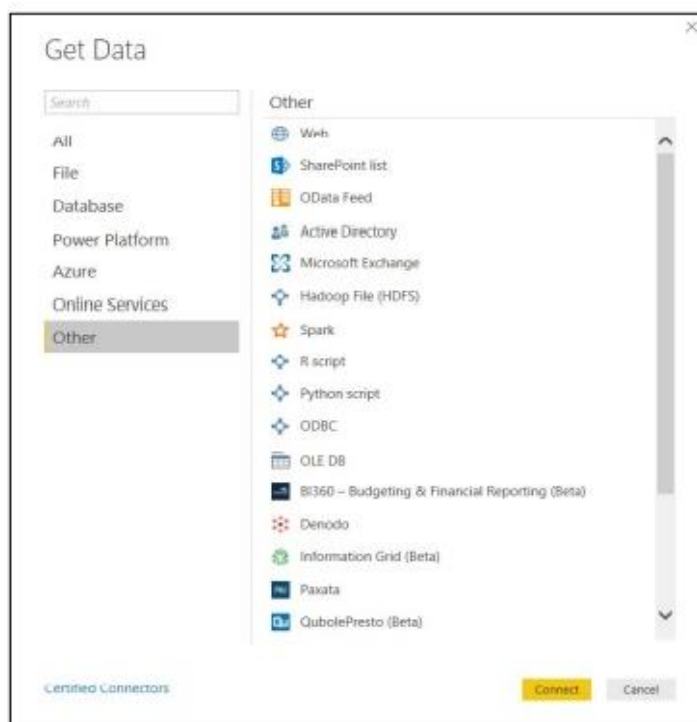 Get Data
Search
All
File
Database
Power Platform
Azure
Online Services
Other
Other
Web
SharePoint list
OData Feed
Active Directory
Microsoft Exchange
Hadoop File (HDFS)
Spark
R script
Python script
ODBC
OLE DB
BI360 – Budgeting & Financial Reporting (Beta)
Denodo
Information Grid (Beta)
Paxata
QubolePresto (Beta)
Certified Connectors
Connect
Cancel